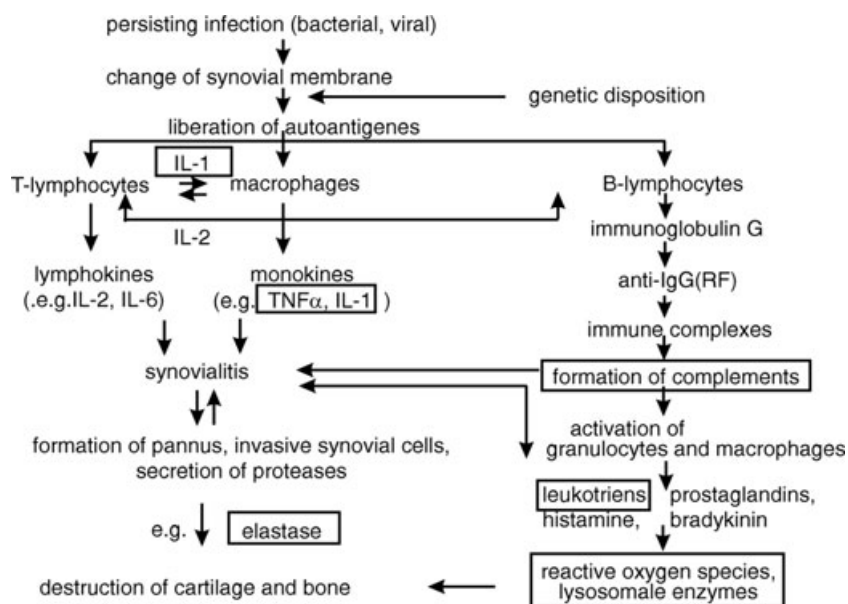 persisting infection (bacterial, viral)
change of synovial membrane
genetic disposition
liberation of autoantigenes
IL-1
T-lymphocytes
macrophages
B-lymphocytes
IL-2
immunoglobulin G
lymphokines
(.e.g.IL-2, IL-6)
monokines
(e.g. TNFα, IL-1 )
anti-IgG(RF)
immune complexes
synovialitis
formation of complements
formation of pannus, invasive synovial cells,
secretion of proteases
activation of
granulocytes and macrophages
leukotriens prostaglandins,
histamine, bradykinin
e.g. elastase
reactive oxygen species,
lysosomale enzymes
destruction of cartilage and bone